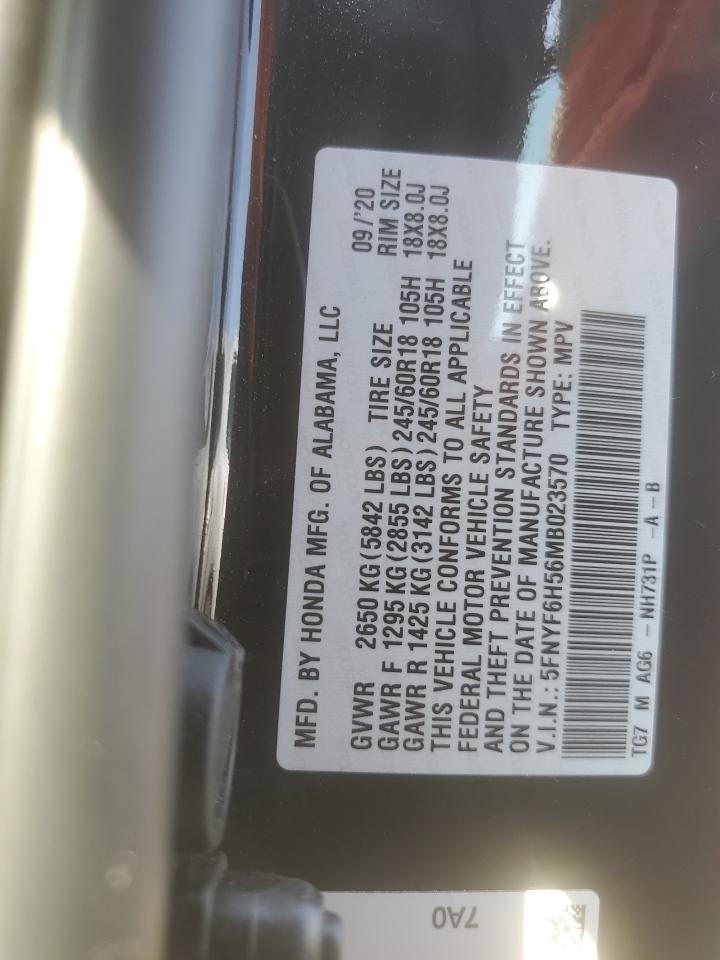 MFD. BY HONDA MFG. OF ALABAMA, LLC
GVWR 2650 KG (5842 LBS) TIRE SIZE 09/'20 RIM SIZE
GAWR F 1295 KG (2855 LBS) 245/60R18 105H 18X8.0J
GAWR R 1425 KG (3142 LBS) 245/60R18 105H 18X8.0J
THIS VEHICLE CONFORMS TO ALL APPLICABLE
FEDERAL MOTOR VEHICLE SAFETY
AND THEFT PREVENTION STANDARDS IN EFFECT
ON THE DATE OF MANUFACTURE SHOWN ABOVE.
V.I.N.: 5FNYF6H56MB023570 TYPE: MPV
TG7 M AG6 – NH731P – A – B
7A0